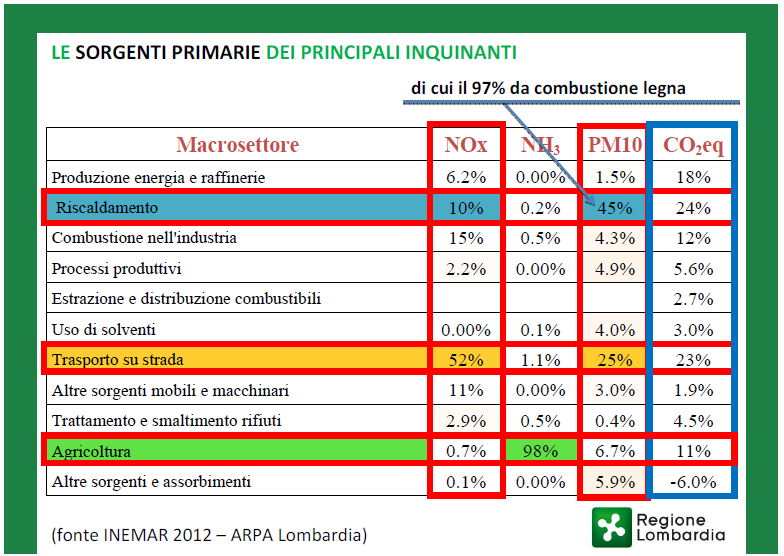 LE SORGENTI PRIMARIE DEI PRINCIPALI INQUINANTI
di cui il 97% da combustione legna
Macrosettore NOx NH3 PM10 CO2eq
Produzione energia e raffinerie 6.2% 0.00% 1.5% 18%
Riscaldamento 10% 0.2% 45% 24%
Combustione nell'industria 15% 0.5% 4.3% 12%
Processi produttivi 2.2% 0.00% 4.9% 5.6%
Estrazione e distribuzione combustibili 2.7%
Uso di solventi 0.00% 0.1% 4.0% 3.0%
Trasporto su strada 52% 1.1% 25% 23%
Altre sorgenti mobili e macchinari 11% 0.00% 3.0% 1.9%
Trattamento e smaltimento rifiuti 2.9% 0.5% 0.4% 4.5%
Agricoltura 0.7% 98% 6.7% 11%
Altre sorgenti e assorbimenti 0.1% 0.00% 5.9% -6.0%
(fonte INEMAR 2012 – ARPA Lombardia)
Regione
Lombardia